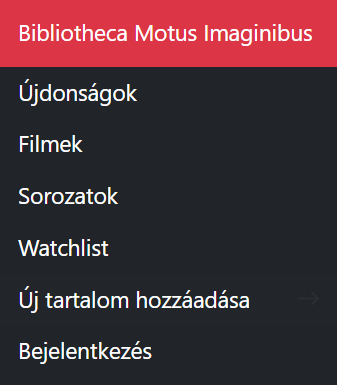 Bibliotheca Motus Imaginibus
Újdonságok
Filmek
Sorozatok
Watchlist
Új tartalom hozzáadása
Bejelentkezés